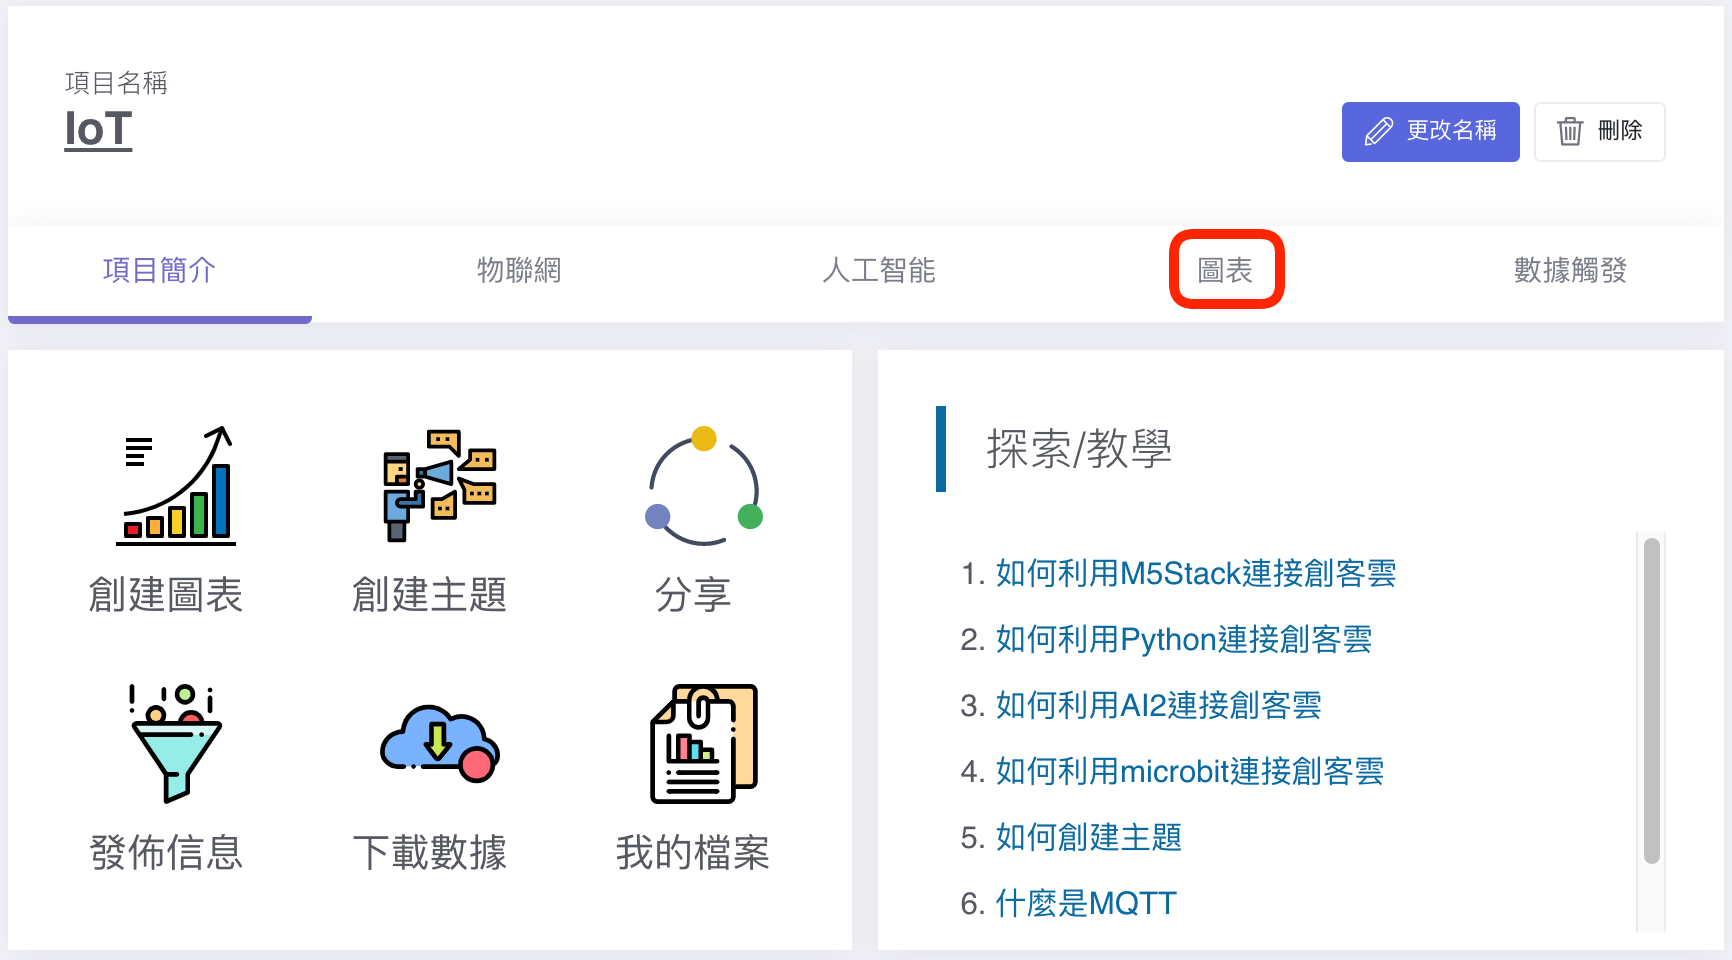 項目名稱
IoT
更改名稱
刪除
項目簡介
物聯網
人工智能
圖表
數據觸發
創建圖表
創建主題
分享
發佈信息
下載數據
我的檔案
探索/教學
1. 如何利用M5Stack連接創客雲
2. 如何利用Python連接創客雲
3. 如何利用AI2連接創客雲
4. 如何利用microbit連接創客雲
5. 如何創建主題
6. 什麼是MQTT